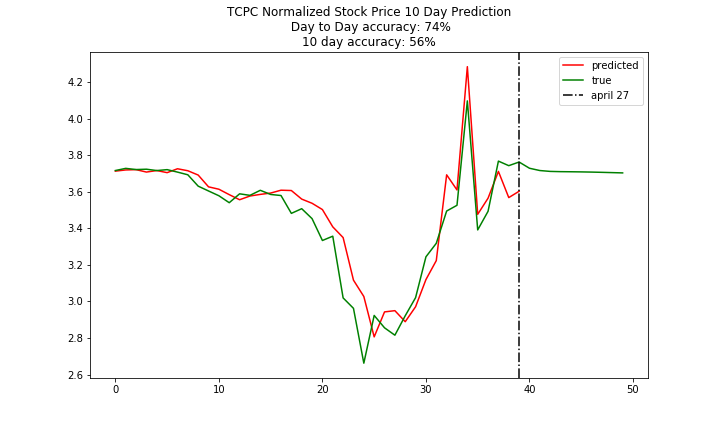 TCPC Normalized Stock Price 10 Day Prediction
Day to Day accuracy: 74%
10 day accuracy: 56%
predicted
true
april 27
4.2
4.0
3.8
3.6
3.4
3.2
3.0
2.8
2.6
0 10 20 30 40 50